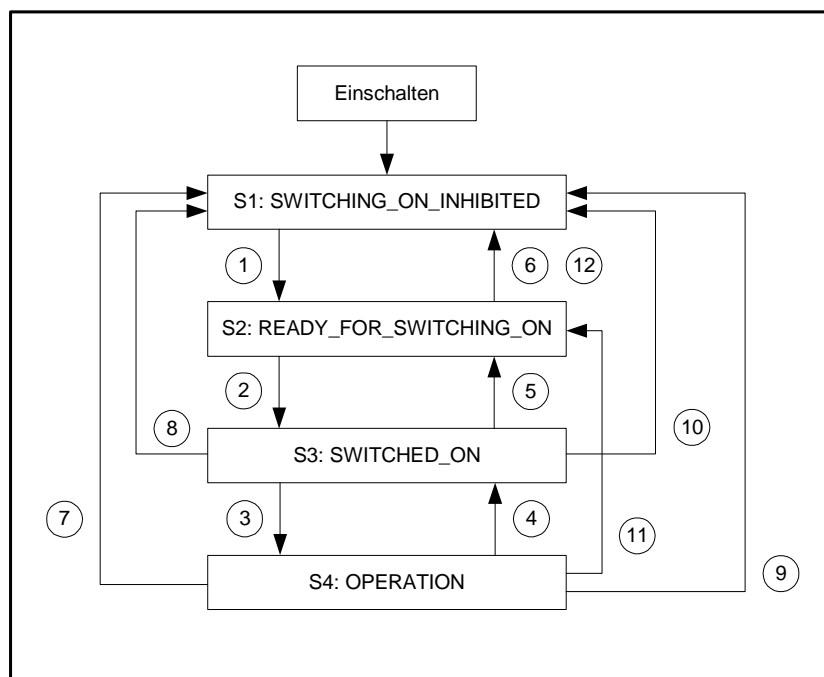 Einschalten
S1: SWITCHING_ON_INHIBITED
1
6
12
S2: READY_FOR_SWITCHING_ON
2
5
8
10
S3: SWITCHED_ON
7
3
4
11
9
S4: OPERATION